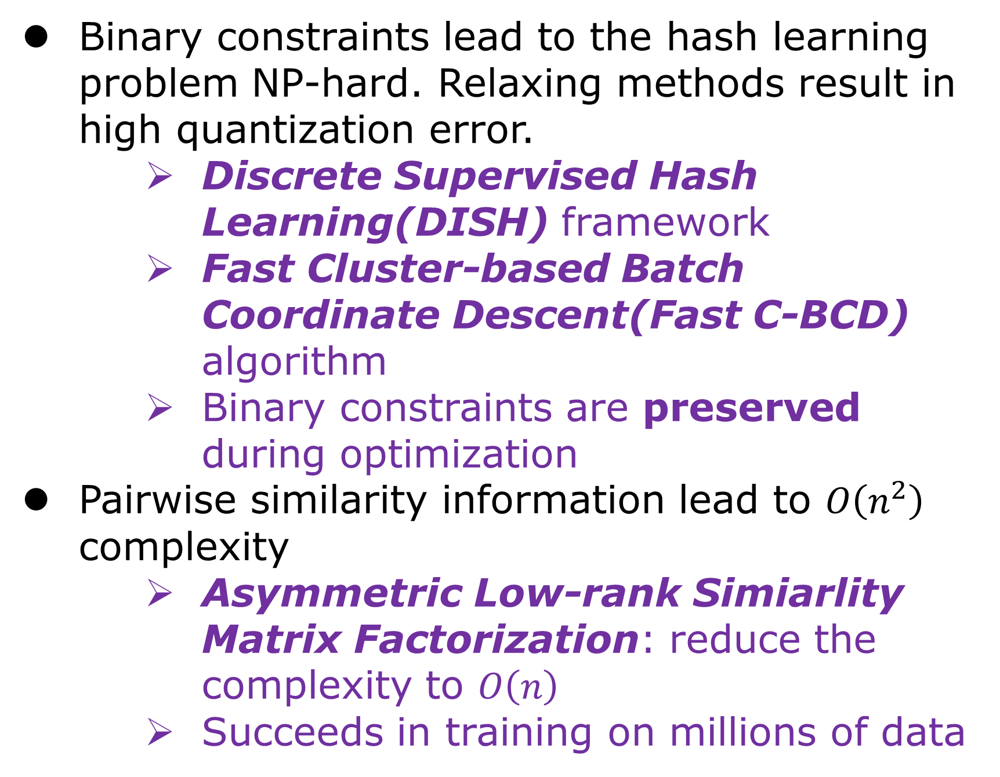 ● Binary constraints lead to the hash learning
problem NP-hard. Relaxing methods result in
high quantization error.
➢ Discrete Supervised Hash
Learning(DISH) framework
➢ Fast Cluster-based Batch
Coordinate Descent(Fast C-BCD)
algorithm
➢ Binary constraints are preserved
during optimization
● Pairwise similarity information lead to O(n²)
complexity
➢ Asymmetric Low-rank Simiarlity
Matrix Factorization: reduce the
complexity to O(n)
➢ Succeeds in training on millions of data